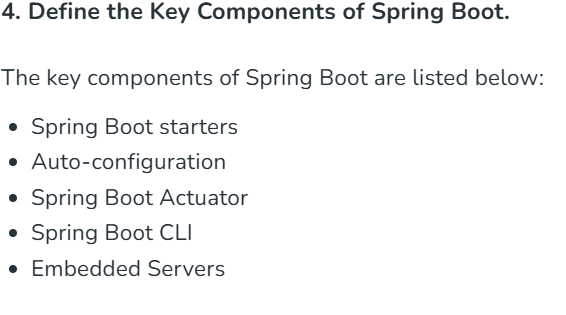 4. Define the Key Components of Spring Boot.
The key components of Spring Boot are listed below:
• Spring Boot starters
• Auto-configuration
• Spring Boot Actuator
• Spring Boot CLI
• Embedded Servers